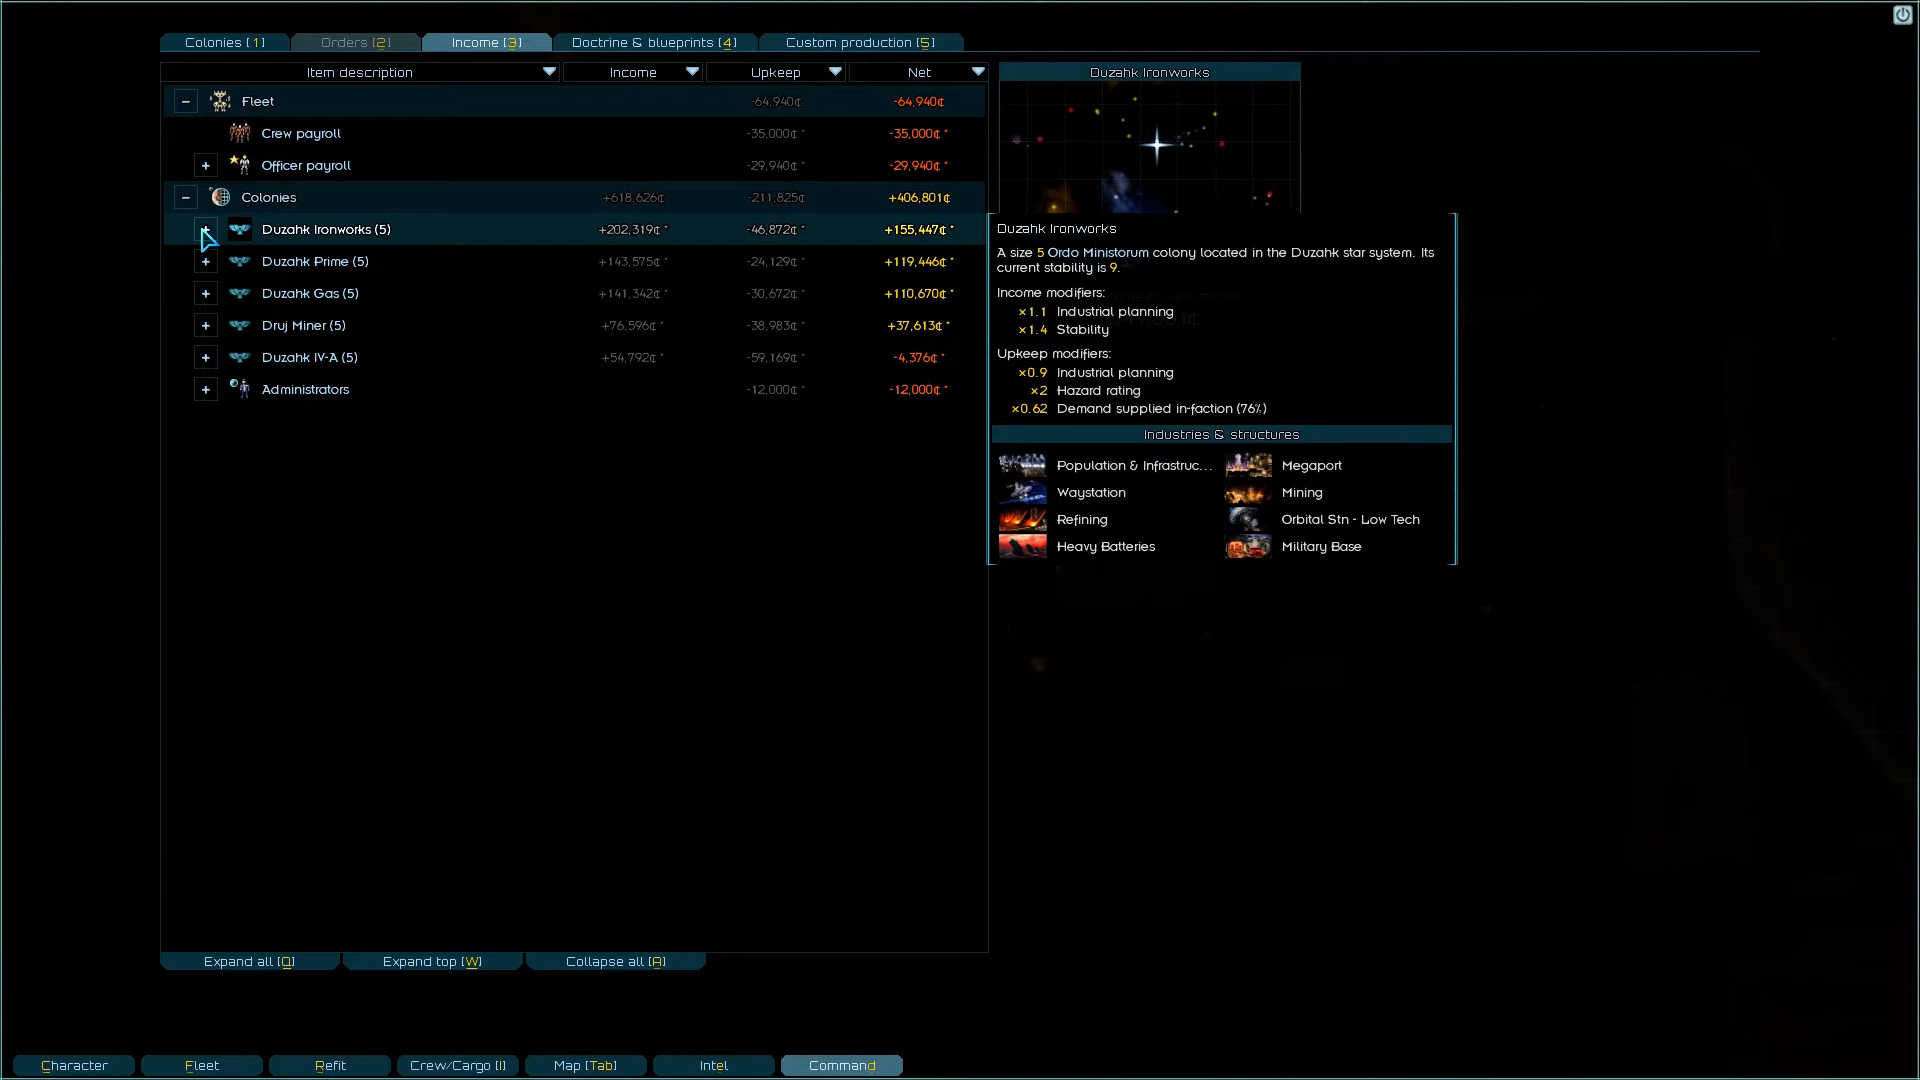 Colonies [1] Orders [2] Income [3] Doctrine & blueprints [4] Custom production [5]
Item description Income Upkeep Net
Fleet -64,940¢ -64,940¢
Crew payroll -35,000¢ * -35,000¢ *
Officer payroll -29,940¢ * -29,940¢ *
Colonies +618,626¢ -211,825¢ +406,801¢
Duzahk Ironworks (5) +202,319¢ * -46,872¢ * +155,447¢ *
Duzahk Prime (5) +143,575¢ * -24,129¢ * +119,446¢ *
Duzahk Gas (5) +141,342¢ * -30,672¢ * +110,670¢ *
Druj Miner (5) +76,596¢ * -38,983¢ * +37,613¢ *
Duzahk IV-A (5) +54,792¢ * -59,169¢ * -4,376¢ *
Administrators -12,000¢ * -12,000¢ *
Duzahk Ironworks
Duzahk Ironworks
A size 5 Ordo Ministorum colony located in the Duzahk star system. Its
current stability is 9.
Income modifiers:
×1.1 Industrial planning
×1.4 Stability
Upkeep modifiers:
×0.9 Industrial planning
×2 Hazard rating
×0.62 Demand supplied in-faction (76%)
Industries & structures
Population & Infrastruc... Megaport
Waystation Mining
Refining Orbital Stn - Low Tech
Heavy Batteries Military Base
Expand all [Q] Expand top [W] Collapse all [A]
Character Fleet Refit Crew/Cargo [I] Map [Tab] Intel Command